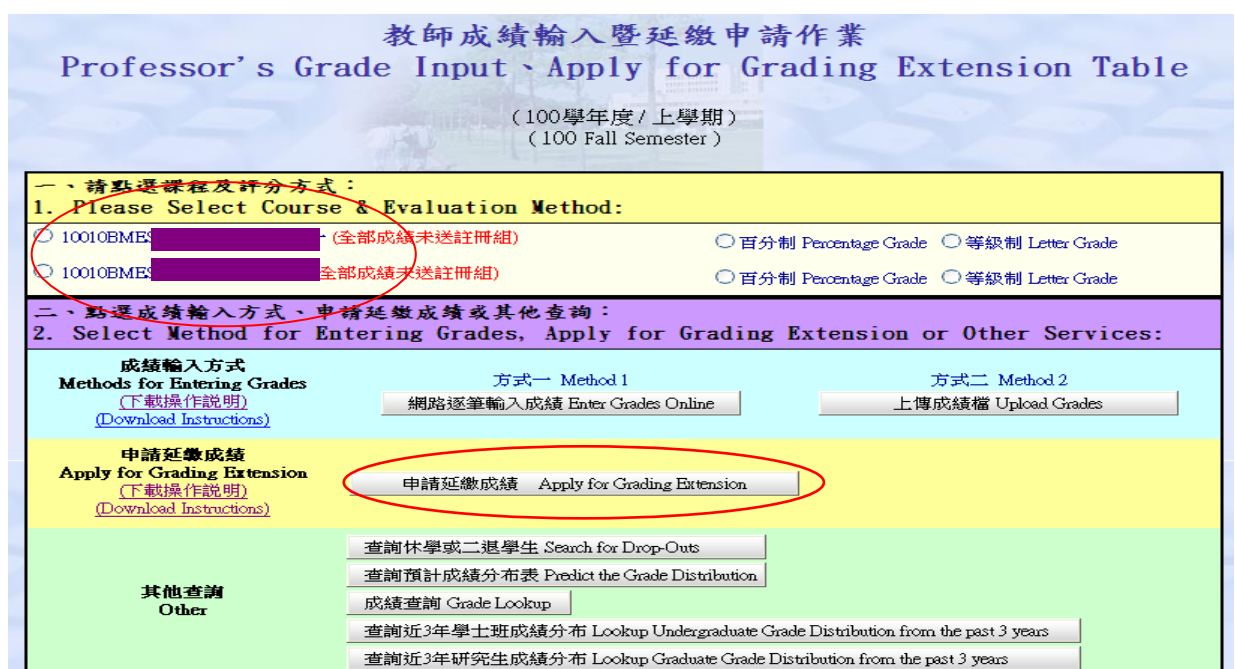 教師成績輸入暨延繳申請作業
Professor's Grade Input、Apply for Grading Extension Table
(100學年度/上學期)
(100 Fall Semester)
一、請點選課程及評分方式：
1. Please Select Course & Evaluation Method:
10010BMES (全部成績未送註冊組) 百分制 Percentage Grade 等級制 Letter Grade
10010BMES 全部成績未送註冊組) 百分制 Percentage Grade 等級制 Letter Grade
二、點選成績輸入方式、申請延繳成績或其他查詢：
2. Select Method for Entering Grades, Apply for Grading Extension or Other Services:
成績輸入方式
Methods for Entering Grades
(下載操作說明)
(Download Instructions)
方式一 Method 1
網路逐筆輸入成績 Enter Grades Online
方式二 Method 2
上傳成績檔 Upload Grades
申請延繳成績
Apply for Grading Extension
(下載操作說明)
(Download Instructions)
申請延繳成績 Apply for Grading Extension
其他查詢
Other
查詢休學或二退學生 Search for Drop-Outs
查詢預計成績分布表 Predict the Grade Distribution
成績查詢 Grade Lookup
查詢近3年學士班成績分布 Lookup Undergraduate Grade Distribution from the past 3 years
查詢近3年研究生成績分布 Lookup Graduate Grade Distribution from the past 3 years